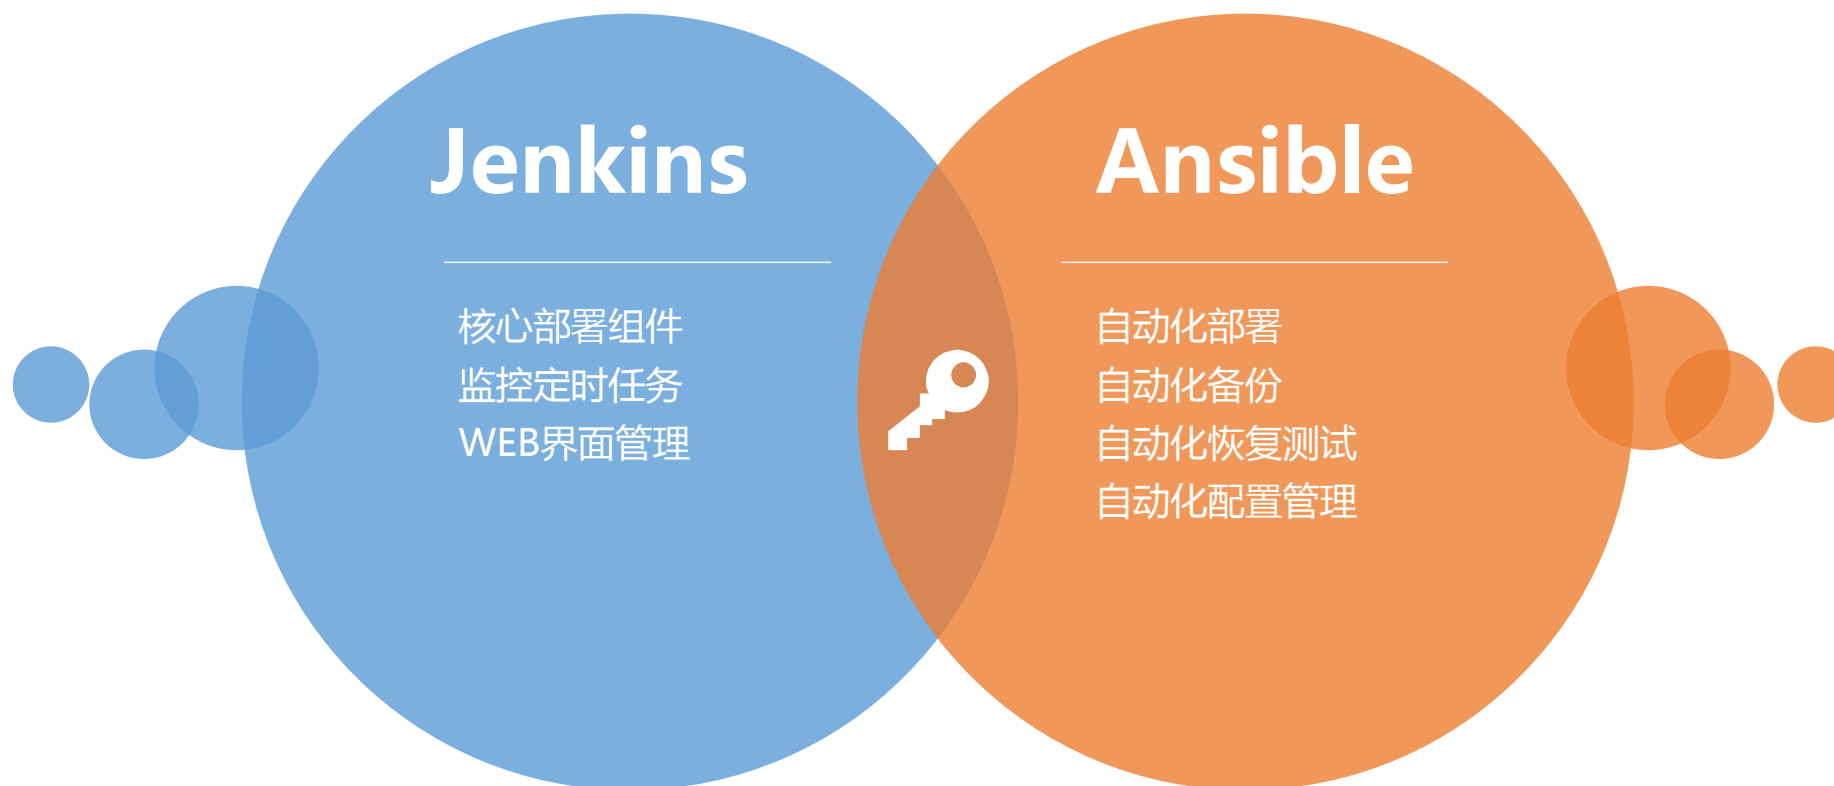 Jenkins
核心部署组件
监控定时任务
WEB界面管理
Ansible
自动化部署
自动化备份
自动化恢复测试
自动化配置管理